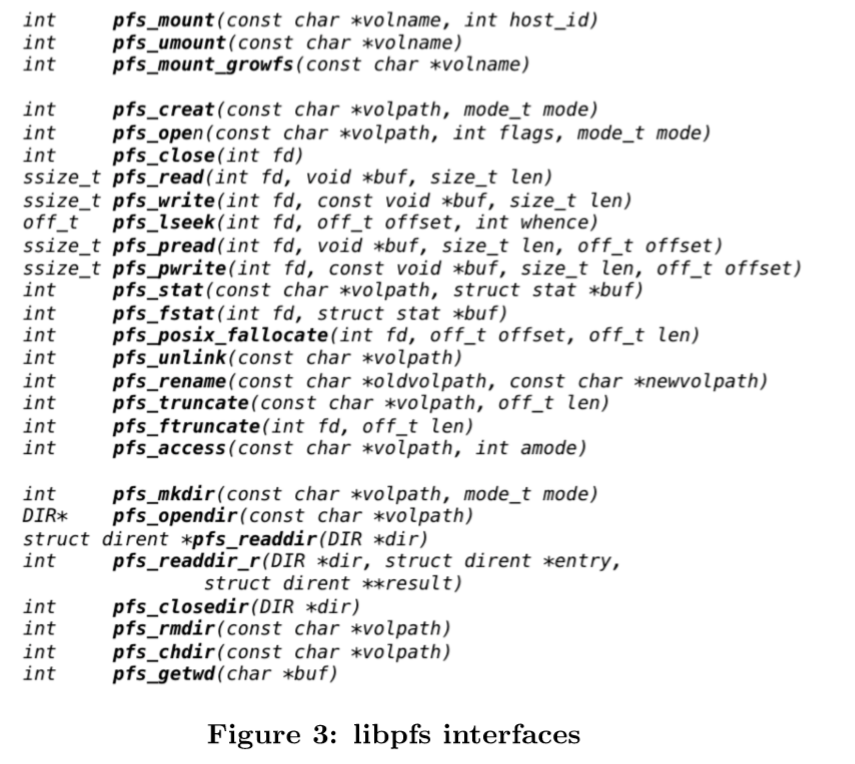 int pfs_mount(const char *volname, int host_id)
int pfs_umount(const char *volname)
int pfs_mount_growfs(const char *volname)
int pfs_creat(const char *volpath, mode_t mode)
int pfs_open(const char *volpath, int flags, mode_t mode)
int pfs_close(int fd)
ssize_t pfs_read(int fd, void *buf, size_t len)
ssize_t pfs_write(int fd, const void *buf, size_t len)
off_t pfs_lseek(int fd, off_t offset, int whence)
ssize_t pfs_pread(int fd, void *buf, size_t len, off_t offset)
ssize_t pfs_pwrite(int fd, const void *buf, size_t len, off_t offset)
int pfs_stat(const char *volpath, struct stat *buf)
int pfs_fstat(int fd, struct stat *buf)
int pfs_posix_fallocate(int fd, off_t offset, off_t len)
int pfs_unlink(const char *volpath)
int pfs_rename(const char *oldvolpath, const char *newvolpath)
int pfs_truncate(const char *volpath, off_t len)
int pfs_ftruncate(int fd, off_t len)
int pfs_access(const char *volpath, int amode)
int pfs_mkdir(const char *volpath, mode_t mode)
DIR* pfs_opendir(const char *volpath)
struct dirent *pfs_readdir(DIR *dir)
int pfs_readdir_r(DIR *dir, struct dirent *entry,
struct dirent **result)
int pfs_closedir(DIR *dir)
int pfs_rmdir(const char *volpath)
int pfs_chdir(const char *volpath)
int pfs_getwd(char *buf)
Figure 3: libpfs interfaces